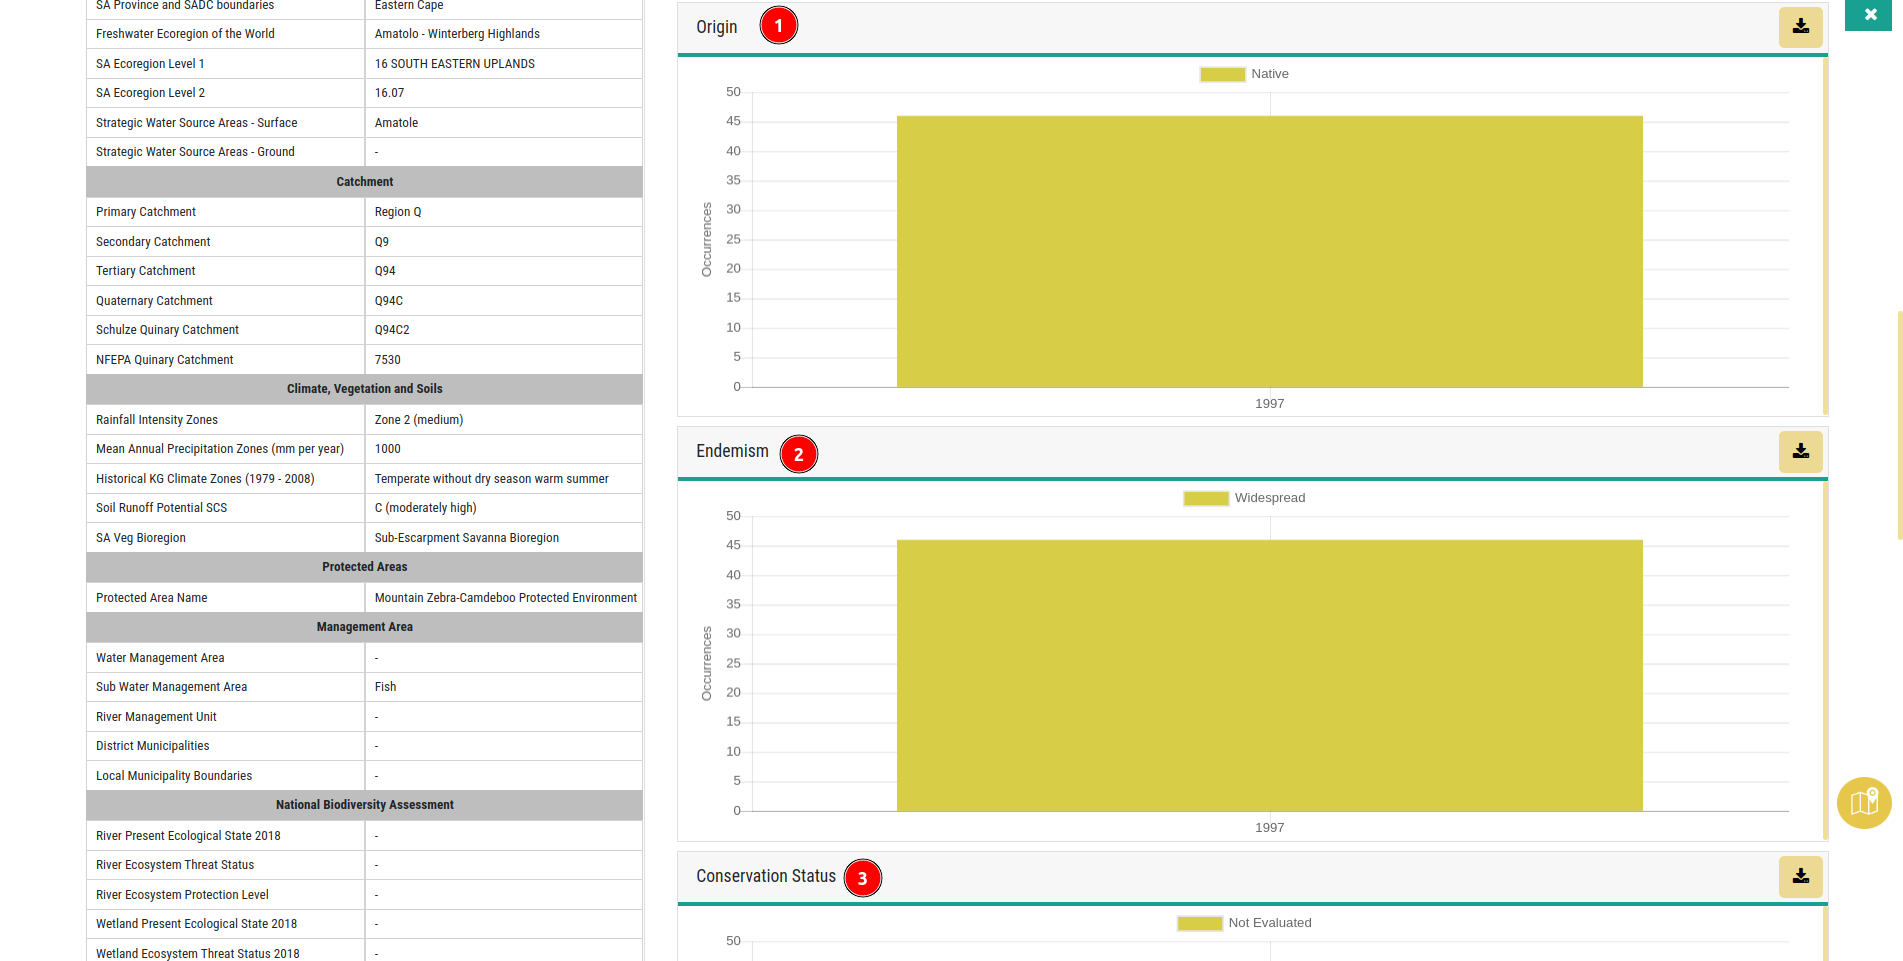 SA Province and SADC boundaries Eastern Cape
Freshwater Ecoregion of the World Amatolo - Winterberg Highlands
SA Ecoregion Level 1 16 SOUTH EASTERN UPLANDS
SA Ecoregion Level 2 16.07
Strategic Water Source Areas - Surface Amatole
Strategic Water Source Areas - Ground -
Catchment
Primary Catchment Region Q
Secondary Catchment Q9
Tertiary Catchment Q94
Quaternary Catchment Q94C
Schulze Quinary Catchment Q94C2
NFEPA Quinary Catchment 7530
Climate, Vegetation and Soils
Rainfall Intensity Zones Zone 2 (medium)
Mean Annual Precipitation Zones (mm per year) 1000
Historical KG Climate Zones (1979 - 2008) Temperate without dry season warm summer
Soil Runoff Potential SCS C (moderately high)
SA Veg Bioregion Sub-Escarpment Savanna Bioregion
Protected Areas
Protected Area Name Mountain Zebra-Camdeboo Protected Environment
Management Area
Water Management Area -
Sub Water Management Area Fish
River Management Unit -
District Municipalities -
Local Municipality Boundaries -
National Biodiversity Assessment
River Present Ecological State 2018 -
River Ecosystem Threat Status -
River Ecosystem Protection Level -
Wetland Present Ecological State 2018 -
Wetland Ecosystem Threat Status 2018 -
Origin 1
Native
Occurrences
50
45
40
35
30
25
20
15
10
5
0
1997
Endemism 2
Widespread
Occurrences
50
45
40
35
30
25
20
15
10
5
0
1997
Conservation Status 3
Not Evaluated
50